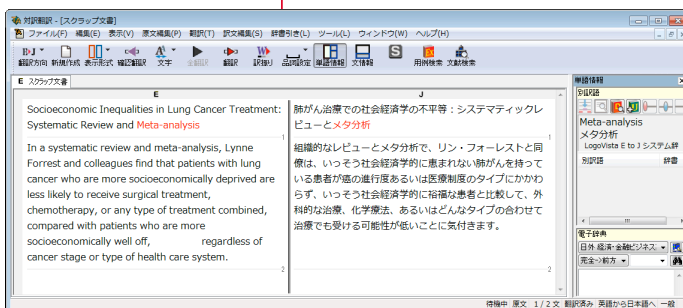 対訳翻訳 - [スクラップ文書]
ファイル(F) 編集(E) 表示(V) 原文編集(P) 翻訳(T) 訳文編集(S) 辞書引き(L) ツール(L) ウィンドウ(W) ヘルプ(H)
翻訳方向 新規作成 表示形式 確認翻訳 文字 全翻訳 翻訳 訳振り 品詞設定 単語情報 文情報 用例検索 文献検索
E スクラップ文書
E J
Socioeconomic Inequalities in Lung Cancer Treatment:
Systematic Review and Meta-analysis
1
In a systematic review and meta-analysis, Lynne
Forrest and colleagues find that patients with lung
cancer who are more socioeconomically deprived are
less likely to receive surgical treatment,
chemotherapy, or any type of treatment combined,
compared with patients who are more
socioeconomically well off, regardless of
cancer stage or type of health care system.
2
肺がん治療での社会経済学の不平等：システマティックレ
ビューとメタ分析
1
組織的なレビューとメタ分析で、リン・フォーレストと同
僚は、いっそう社会経済学的に恵まれない肺がんを持って
いる患者が癌の進行度あるいは医療制度のタイプにかかわ
らず、いっそう社会経済学的に裕福な患者と比較して、外
科的な治療、化学療法、あるいはどんなタイプの合わせて
治療でも受ける可能性が低いことに気付きます。
2
単語情報
別訳語
Meta-analysis
メタ分析
LogoVista E to J システム辞
別訳語 辞書
電子辞典
日外 経済・金融ビジネス
完全->前方
待機中 原文 1 / 2 文 翻訳済み 英語から日本語へ 一般